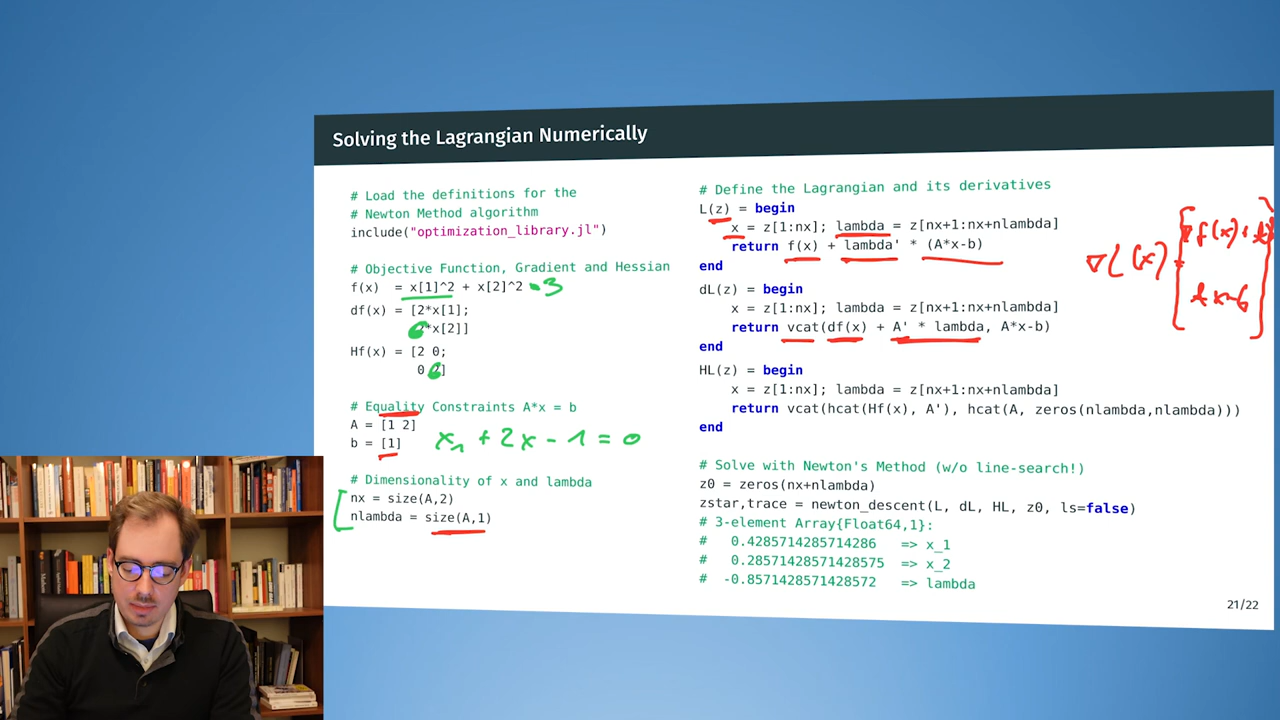 Solving the Lagrangian Numerically
# Load the definitions for the
# Newton Method algorithm
include("optimization_library.jl")
# Objective Function, Gradient and Hessian
f(x) = x[1]^2 + x[2]^2 · 3
df(x) = [2*x[1];
*x[2]]
Hf(x) = [2 0;
0 ]
# Equality Constraints A*x = b
A = [1 2]
b = [1]
x₁ + 2x - 1 = 0
# Dimensionality of x and lambda
nx = size(A,2)
nlambda = size(A,1)
# Define the Lagrangian and its derivatives
L(z) = begin
x = z[1:nx]; lambda = z[nx+1:nx+nlambda]
return f(x) + lambda' * (A*x-b)
end
dL(z) = begin
x = z[1:nx]; lambda = z[nx+1:nx+nlambda]
return vcat(df(x) + A' * lambda, A*x-b)
end
HL(z) = begin
x = z[1:nx]; lambda = z[nx+1:nx+nlambda]
return vcat(hcat(Hf(x), A'), hcat(A, zeros(nlambda,nlambda)))
end
∇L(x) =
f(x) +
Ax-b
# Solve with Newton's Method (w/o line-search!)
z0 = zeros(nx+nlambda)
zstar,trace = newton_descent(L, dL, HL, z0, ls=false)
# 3-element Array{Float64,1}:
# 0.4285714285714286 => x_1
# 0.28571428571428575 => x_2
# -0.8571428571428572 => lambda
21/22